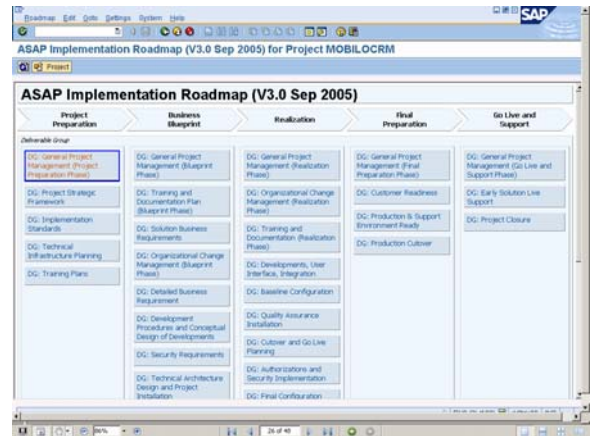 Roadmap Edit Goto Settings System Help
SAP
ASAP Implementation Roadmap (V3.0 Sep 2005) for Project MOBILOCRM
Project
ASAP Implementation Roadmap (V3.0 Sep 2005)
Project Preparation
Business Blueprint
Realization
Final Preparation
Go Live and Support
Deliverable Group
DG: General Project
Management (Project
Preparation Phase)
DG: Project Strategic
Framework
DG: Implementation
Standards
DG: Technical
Infrastructure Planning
DG: Training Plans
DG: General Project
Management (Blueprint
Phase)
DG: Training and
Documentation Plan
(Blueprint Phase)
DG: Solution Business
Requirements
DG: Organizational Change
Management (Blueprint
Phase)
DG: Detailed Business
Requirement
DG: Development
Procedures and Conceptual
Design of Developments
DG: Security Requirements
DG: Technical Architecture
Design and Project
Installation
DG: General Project
Management (Realization
Phase)
DG: Organizational Change
Management (Realization
Phase)
DG: Training and
Documentation (Realization
Phase)
DG: Developments, User
Interface, Integration
DG: Baseline Configuration
DG: Quality Assurance
Installation
DG: Cutover and Go Live
Planning
DG: Authorizations and
Security Implementation
DG: Final Configuration
DG: General Project
Management (Final
Preparation Phase)
DG: Customer Readiness
DG: Production & Support
Environment Ready
DG: Production Cutover
DG: General Project
Management (Go Live and
Support Phase)
DG: Early Solution Live
Support
DG: Project Closure
86%
26 of 40